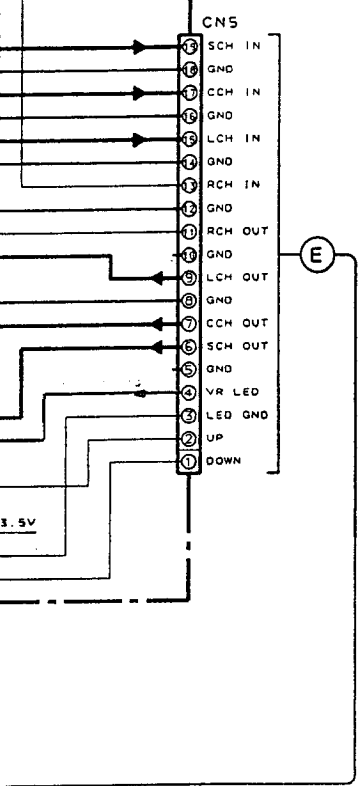 CN5
19 SCH IN
18 GND
17 CCH IN
16 GND
15 LCH IN
14 GND
13 RCH IN
12 GND
11 RCH OUT
10 GND
9 LCH OUT
8 GND
7 CCH OUT
6 SCH OUT
5 GND
4 VR LED
3 LED GND
2 UP
1 DOWN
E
3.5V